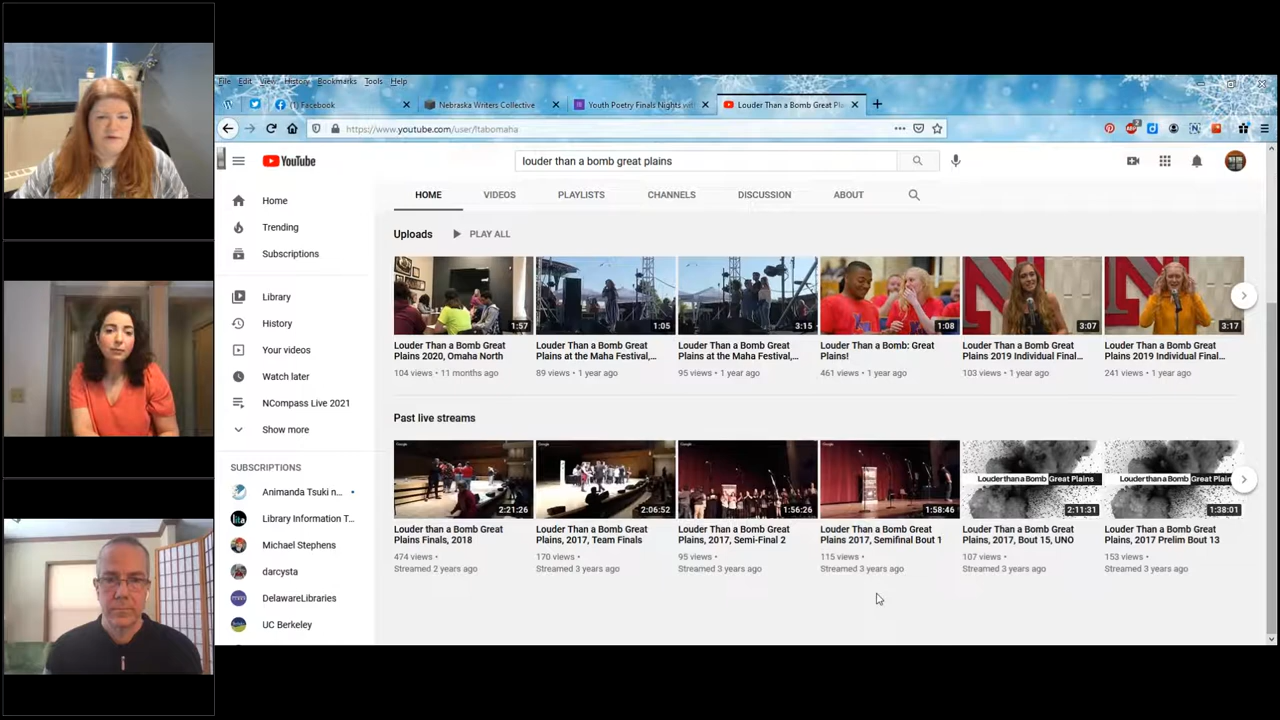 File Edit View History Bookmarks Tools Help
(1) Facebook
Nebraska Writers Collective
Youth Poetry Finals Nights wit
Louder Than a Bomb Great Pla
https://www.youtube.com/user/ltabomaha
YouTube
louder than a bomb great plains
HOME VIDEOS PLAYLISTS CHANNELS DISCUSSION ABOUT
Home
Trending
Subscriptions
Library
History
Your videos
Watch later
NCompass Live 2021
Show more
SUBSCRIPTIONS
Animanda Tsuki n...
Library Information T...
Michael Stephens
darcysta
DelawareLibraries
UC Berkeley
Uploads PLAY ALL
1:57
Louder Than a Bomb Great
Plains 2020, Omaha North
104 views • 11 months ago
1:05
Louder Than a Bomb Great
Plains at the Maha Festival,...
89 views • 1 year ago
3:15
Louder Than a Bomb Great
Plains at the Maha Festival,...
95 views • 1 year ago
1:08
Louder Than a Bomb: Great
Plains!
461 views • 1 year ago
3:07
Louder Than a Bomb Great
Plains 2019 Individual Final...
103 views • 1 year ago
3:17
Louder Than a Bomb Great
Plains 2019 Individual Final...
241 views • 1 year ago
Past live streams
2:21:26
Louder than a Bomb Great
Plains Finals, 2018
474 views •
Streamed 2 years ago
2:06:52
Louder Than a Bomb Great
Plains, 2017, Team Finals
170 views •
Streamed 3 years ago
1:56:26
Louder Than a Bomb Great
Plains, 2017, Semi-Final 2
95 views •
Streamed 3 years ago
1:58:46
Louder Than a Bomb Great
Plains 2017, Semifinal Bout 1
115 views •
Streamed 3 years ago
Louder than a Bomb Great Plains
2:11:31
Louder Than a Bomb Great
Plains, 2017, Bout 15, UNO
107 views •
Streamed 3 years ago
Louder than a Bomb Great Plain
1:38:01
Louder Than a Bomb Great
Plains, 2017 Prelim Bout 13
153 views •
Streamed 3 years ago